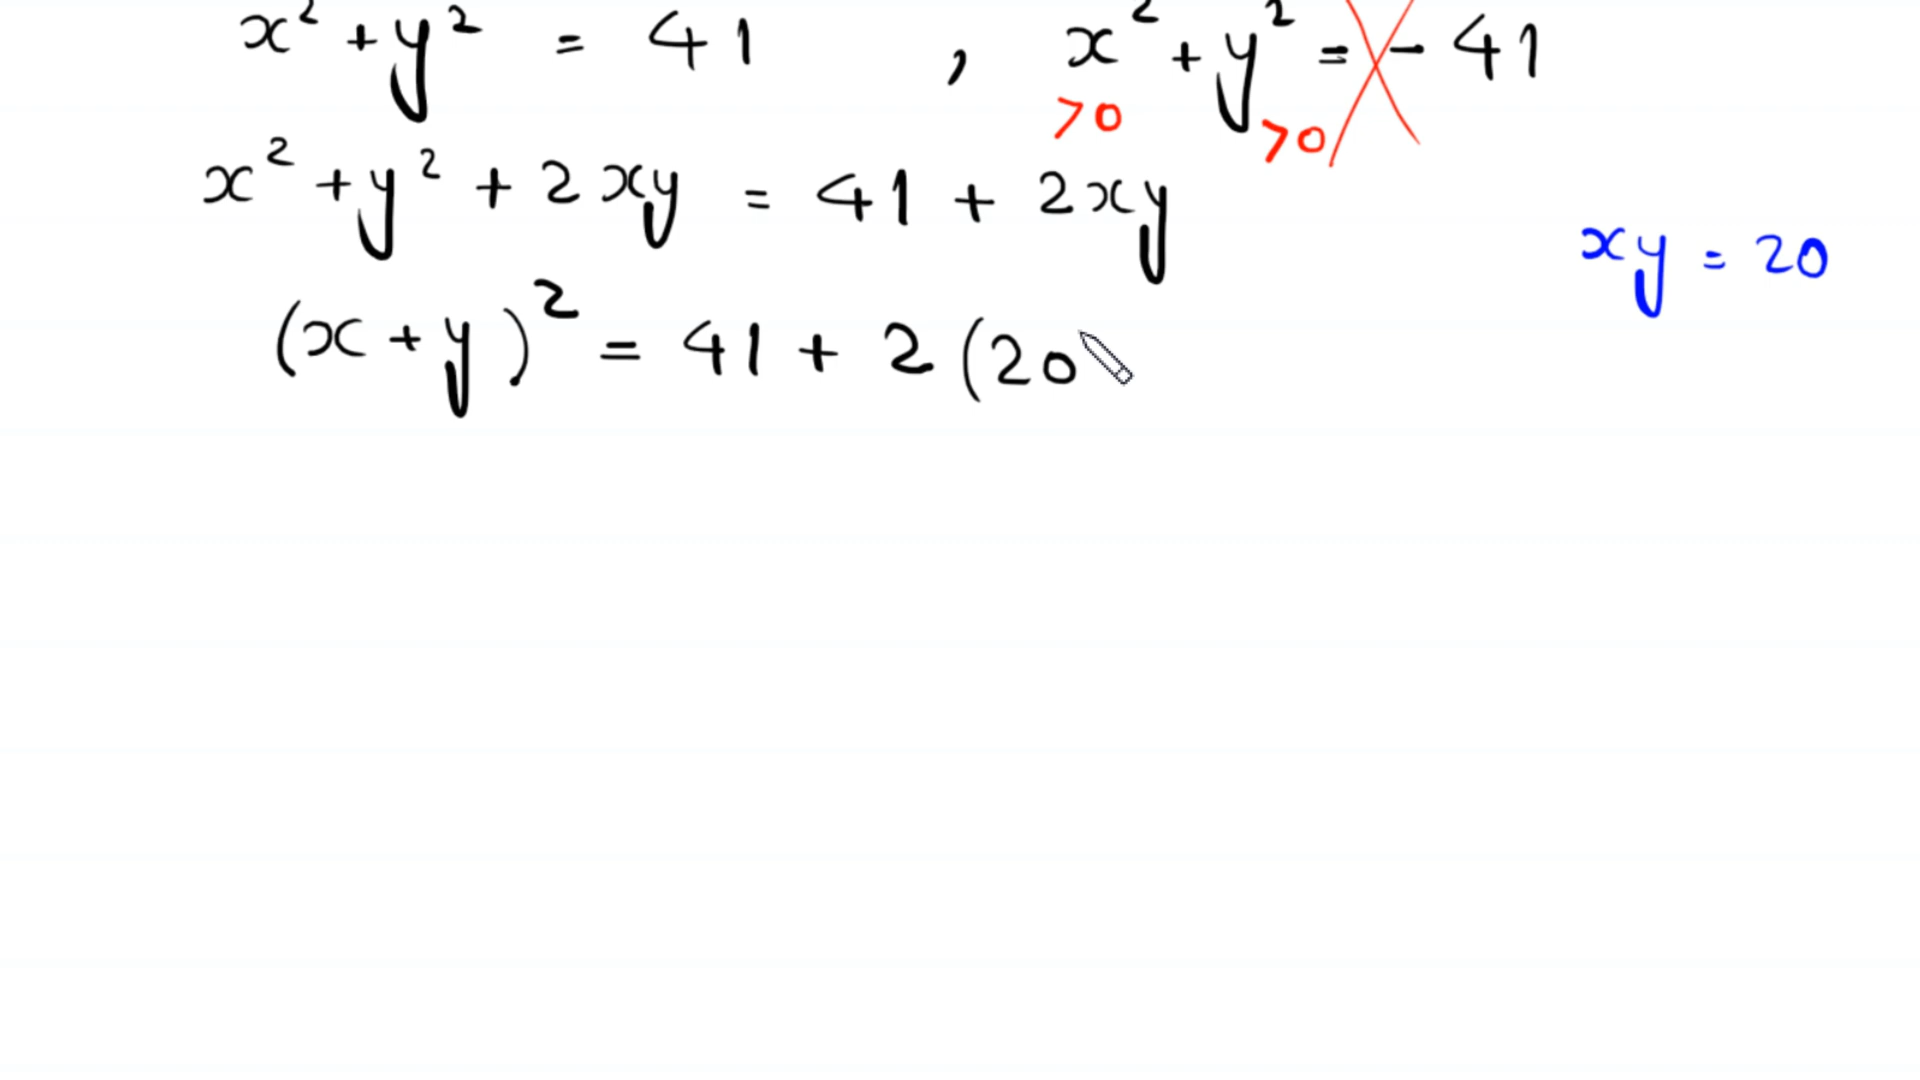 x² + y² = 41 , x² + y² = - 41
>0 >0
x² + y² + 2xy = 41 + 2xy
xy = 20
(x + y)² = 41 + 2(20